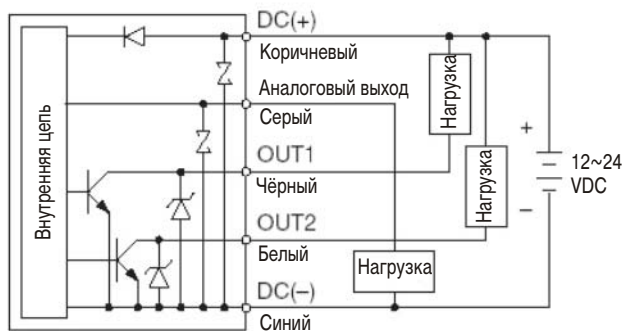 DC(+)
Коричневый
Аналоговый выход
Серый
OUT1
Чёрный
OUT2
Белый
DC(–)
Синий
Внутренняя цепь
Нагрузка
Нагрузка
Нагрузка
+
12~24
VDC
–